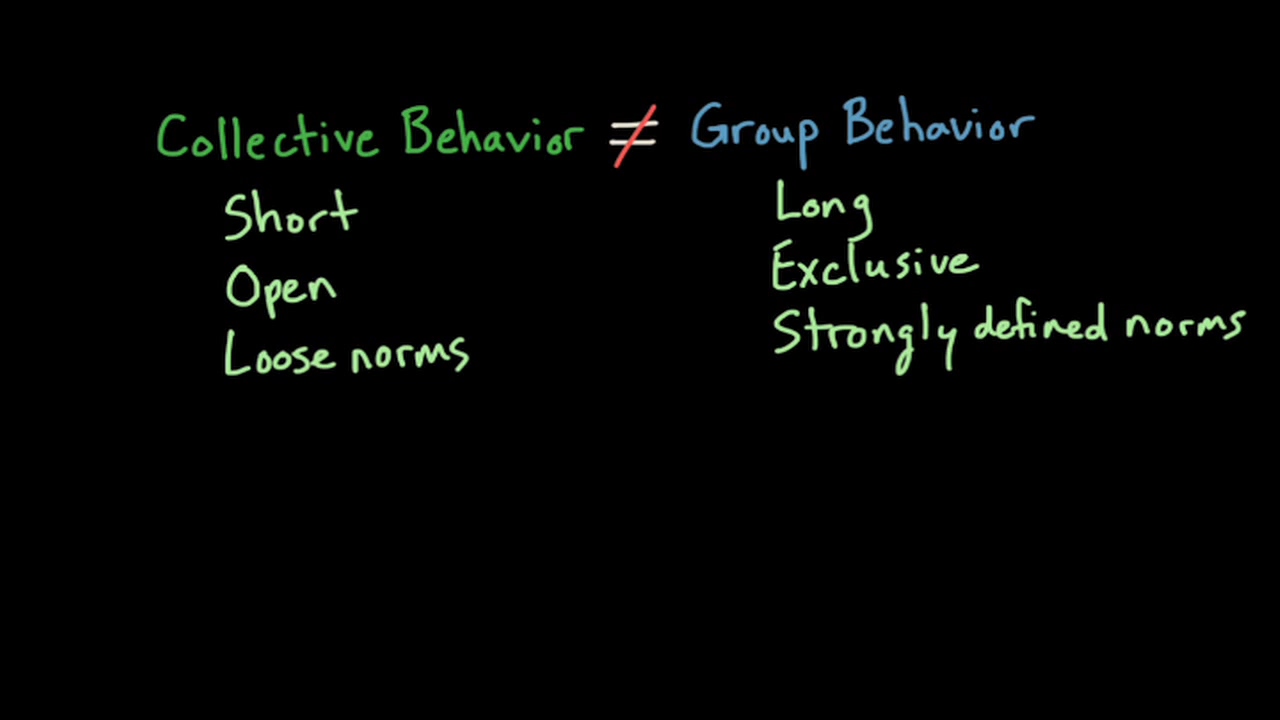 Collective Behavior ≠ Group Behavior
Short
Open
Loose norms
Long
Exclusive
Strongly defined norms